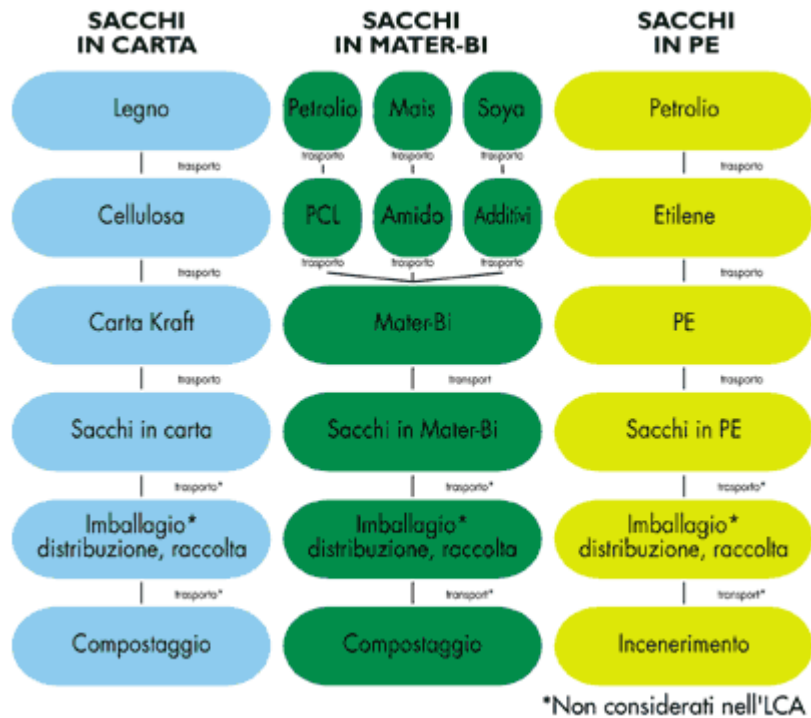 SACCHI
IN CARTA
SACCHI
IN MATER-BI
SACCHI
IN PE
Legno
Petrolio
Mais
Soya
Petrolio
trasporto
trasporto
trasporto
trasporto
trasporto
Cellulosa
PCL
Amido
Additivi
Etilene
trasporto
trasporto
trasporto
trasporto
trasporto
Carta Kraft
Mater-Bi
PE
trasporto
transport
trasporto
Sacchi in carta
Sacchi in Mater-Bi
Sacchi in PE
trasporto*
trasporto*
trasporto*
Imballagio*
distribuzione, raccolta
Imballagio*
distribuzione, raccolta
Imballagio*
distribuzione, raccolta
trasporto*
transport*
transport*
Compostaggio
Compostaggio
Incenerimento
*Non considerati nell'LCA